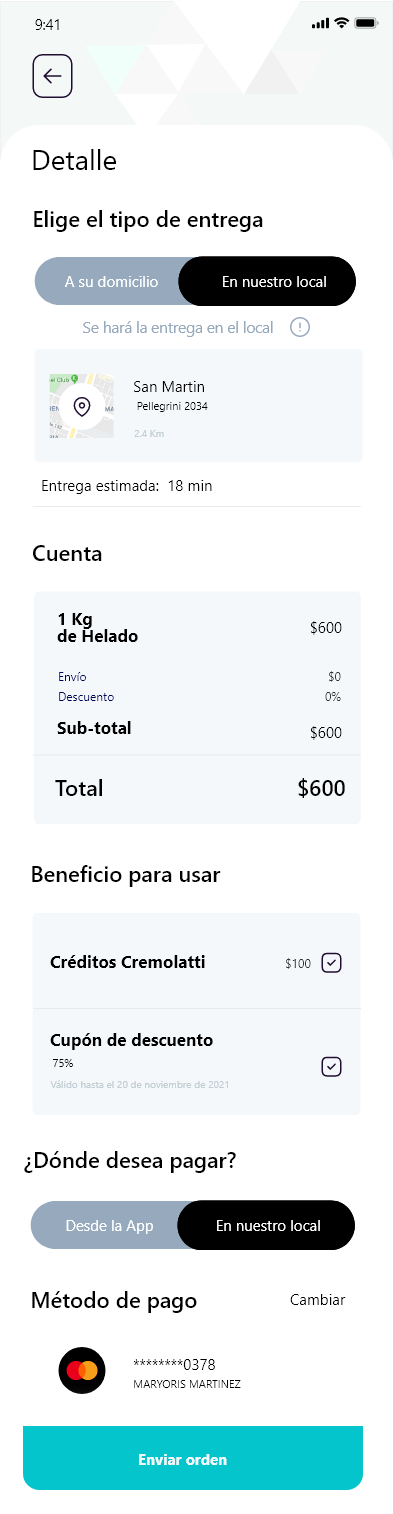 9:41
Detalle
Elige el tipo de entrega
A su domicilio
En nuestro local
Se hará la entrega en el local
San Martin
Pellegrini 2034
2.4 Km
Entrega estimada: 18 min
Cuenta
1 Kg
de Helado
$600
Envío $0
Descuento 0%
Sub-total $600
Total $600
Beneficio para usar
Créditos Cremolatti $100
Cupón de descuento
75%
Válido hasta el 20 de noviembre de 2021
¿Dónde desea pagar?
Desde la App
En nuestro local
Método de pago Cambiar
********0378
MARYORIS MARTINEZ
Enviar orden